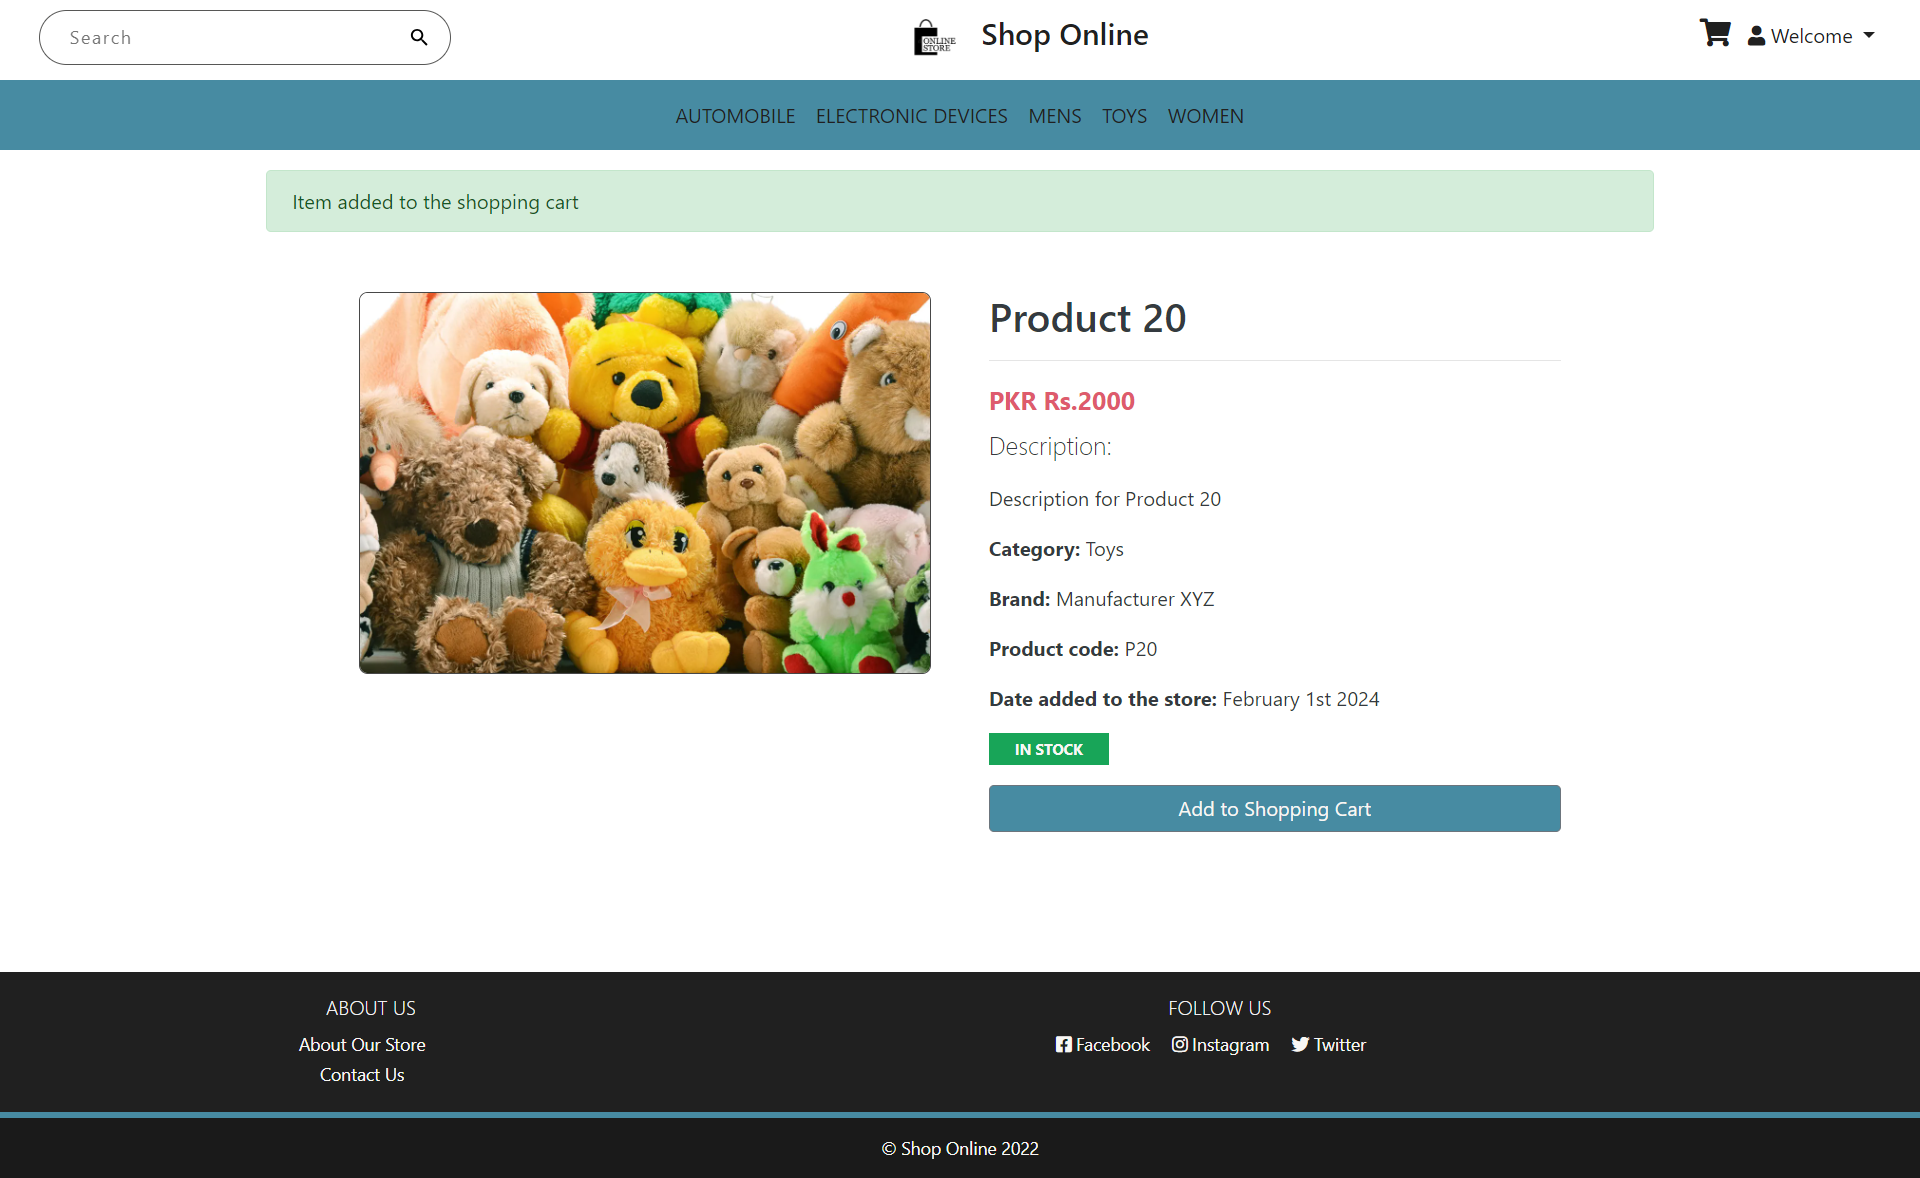 Search
ONLINE
STORE
Shop Online
Welcome
AUTOMOBILE ELECTRONIC DEVICES MENS TOYS WOMEN
Item added to the shopping cart
Product 20
PKR Rs.2000
Description:
Description for Product 20
Category: Toys
Brand: Manufacturer XYZ
Product code: P20
Date added to the store: February 1st 2024
IN STOCK
Add to Shopping Cart
ABOUT US
About Our Store
Contact Us
FOLLOW US
Facebook Instagram Twitter
© Shop Online 2022